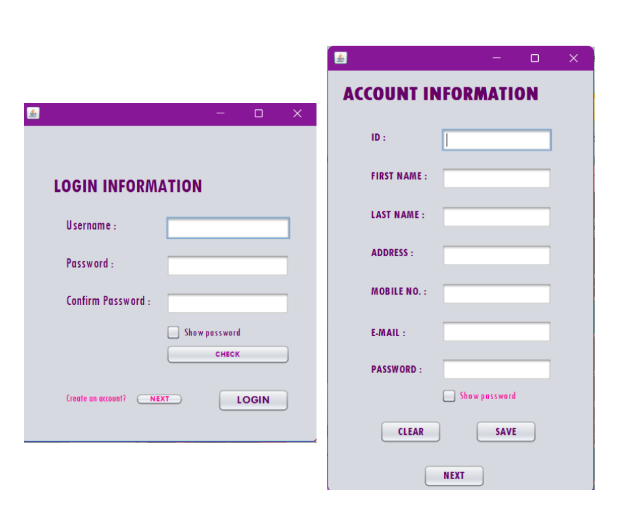 LOGIN INFORMATION
Username :
Password :
Confirm Password :
Show password
CHECK
Create an account? NEXT LOGIN
ACCOUNT INFORMATION
ID :
FIRST NAME :
LAST NAME :
ADDRESS :
MOBILE NO. :
E-MAIL :
PASSWORD :
Show password
CLEAR SAVE
NEXT